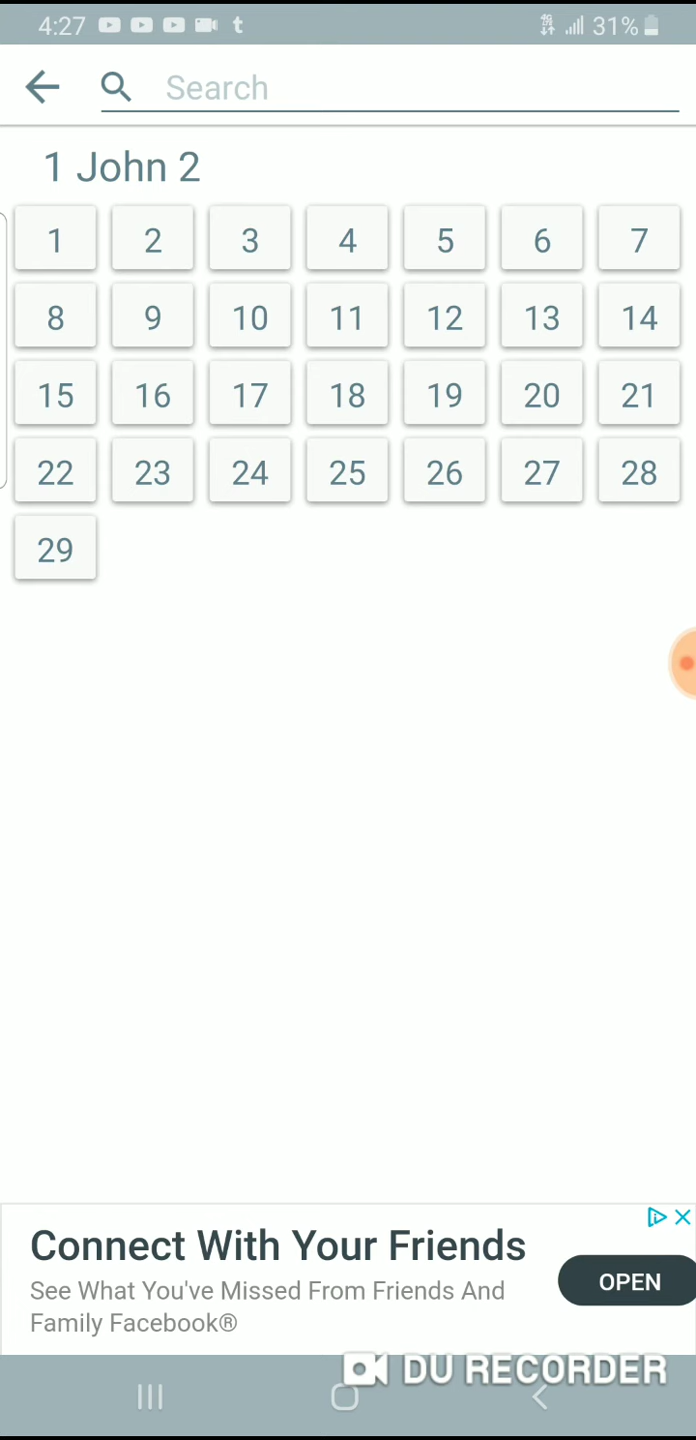 4:27 t 31%
Search
1 John 2
1 2 3 4 5 6 7
8 9 10 11 12 13 14
15 16 17 18 19 20 21
22 23 24 25 26 27 28
29
Connect With Your Friends
See What You've Missed From Friends And
Family Facebook®
OPEN
DU RECORDER